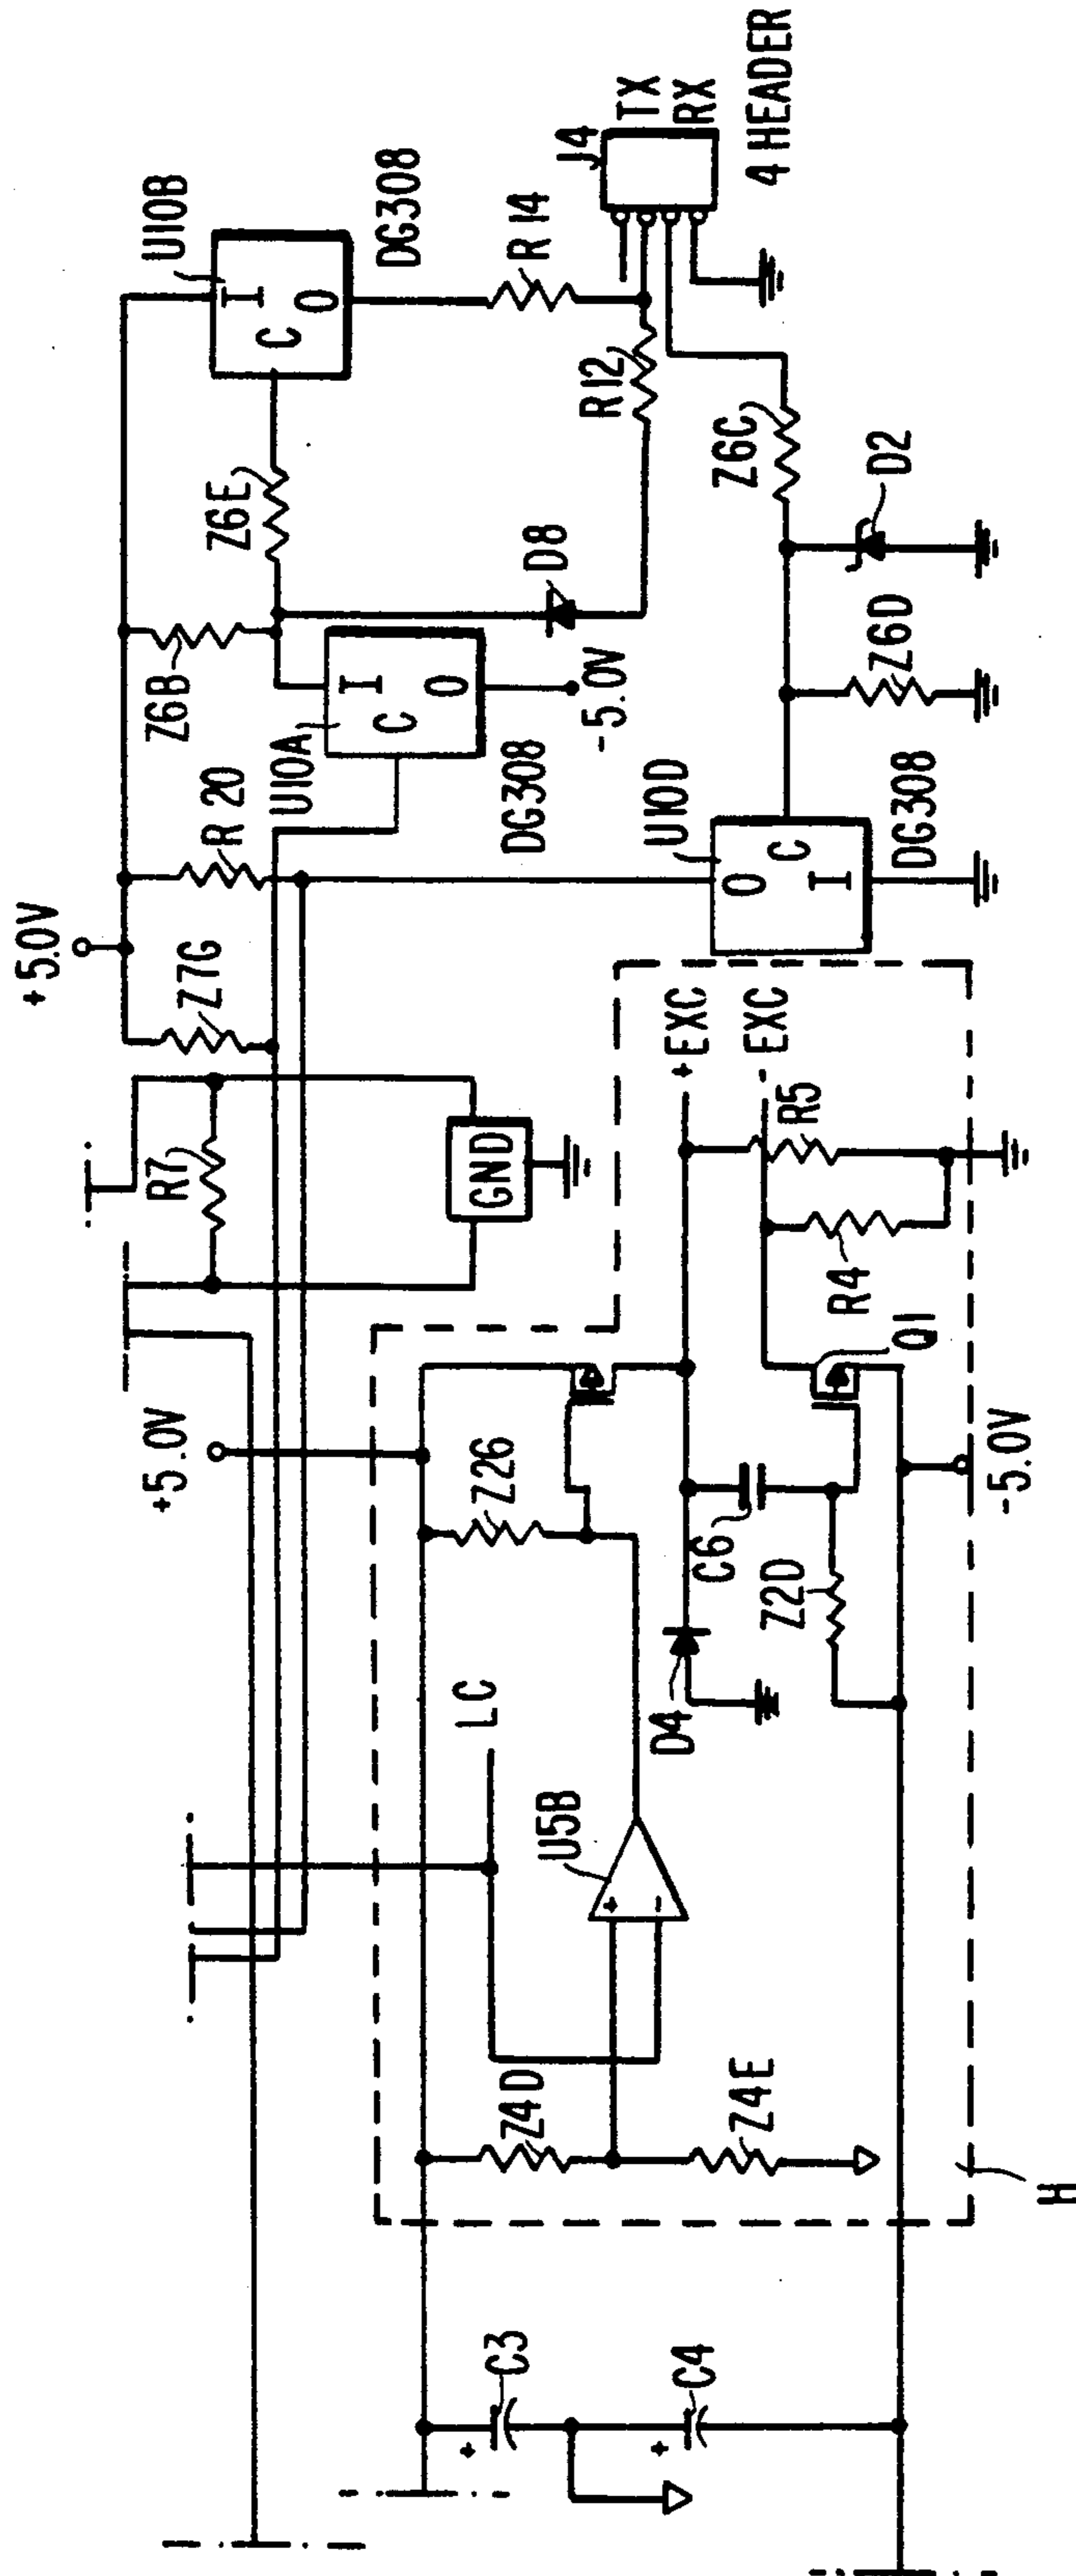 +5.0V
Z7G
R 20
Z6B
U10A
I
C
O
DG308
-5.0V
Z6E
U10B
I
C
O
DG308
D8
R 14
R12
J4
TX
RX
4 HEADER
Z6C
D2
Z6D
U10D
O
C
I
DG308
R7
GND
+5.0V
Z26
LC
U5B
+
-
Z4D
Z4E
D4
C6
Z2D
+EXC
-EXC
R5
R4
Q1
-5.0V
H
+
C3
+
C4